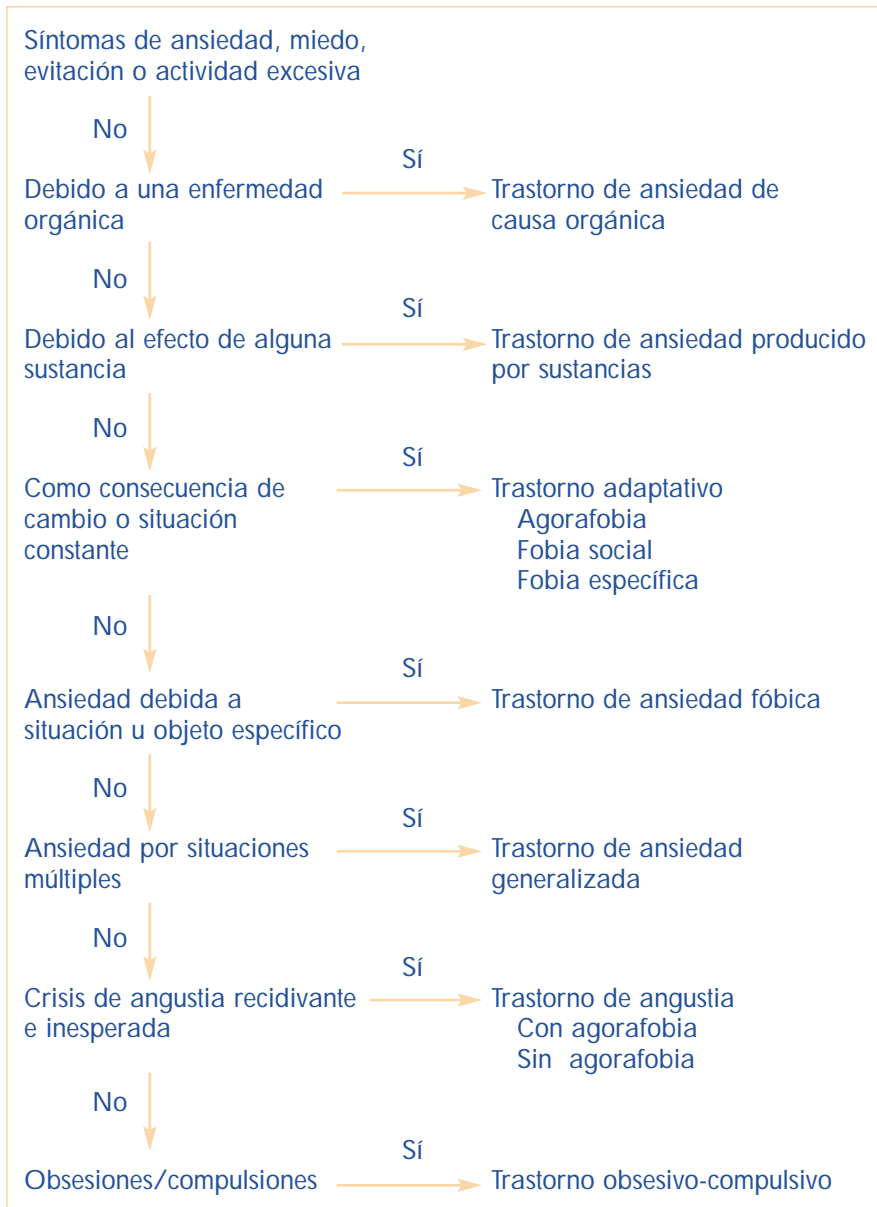 Síntomas de ansiedad, miedo,
evitación o actividad excesiva
No
Sí
Debido a una enfermedad
orgánica
Trastorno de ansiedad de
causa orgánica
No
Sí
Debido al efecto de alguna
sustancia
Trastorno de ansiedad producido
por sustancias
No
Sí
Como consecuencia de
cambio o situación
constante
Trastorno adaptativo
Agorafobia
Fobia social
Fobia específica
No
Sí
Ansiedad debida a
situación u objeto específico
Trastorno de ansiedad fóbica
No
Sí
Ansiedad por situaciones
múltiples
Trastorno de ansiedad
generalizada
No
Sí
Crisis de angustia recidivante
e inesperada
Trastorno de angustia
Con agorafobia
Sin agorafobia
No
Sí
Obsesiones/compulsiones
Trastorno obsesivo-compulsivo